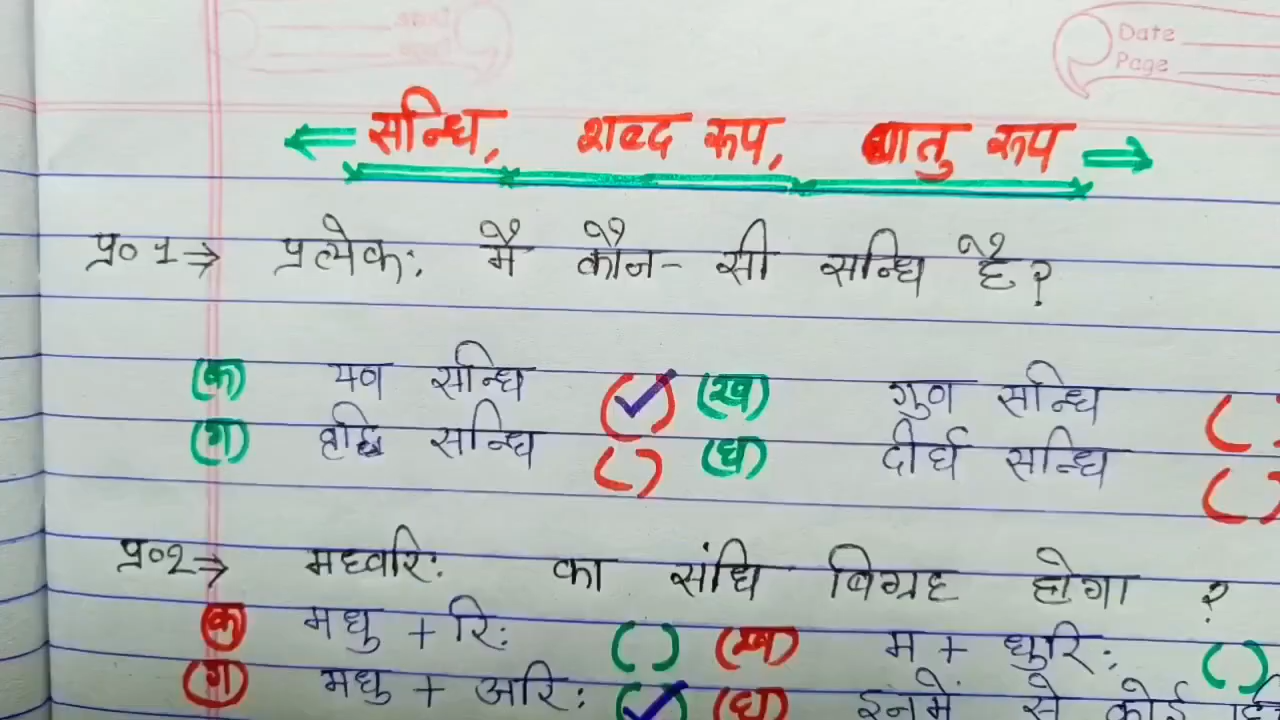 Date
Page
सन्धि, शब्द रूप, धातु रूप
प्र० 1→ प्रत्येक: मै कौन- सी सन्धि है?
(क) यण सन्धि (✓) (ख) गुण सन्धि ( )
(ग) सन्धि ( ) (घ) दीर्घ सन्धि ( )
प्र०2→ मध्वरि: का संधि बिग्रह होगा ?
(क) मधु + रि: ( ) (ख) म + धुरि: ( )
(ग) मधु + अरि: (✓) (घ) इनमें से कोई